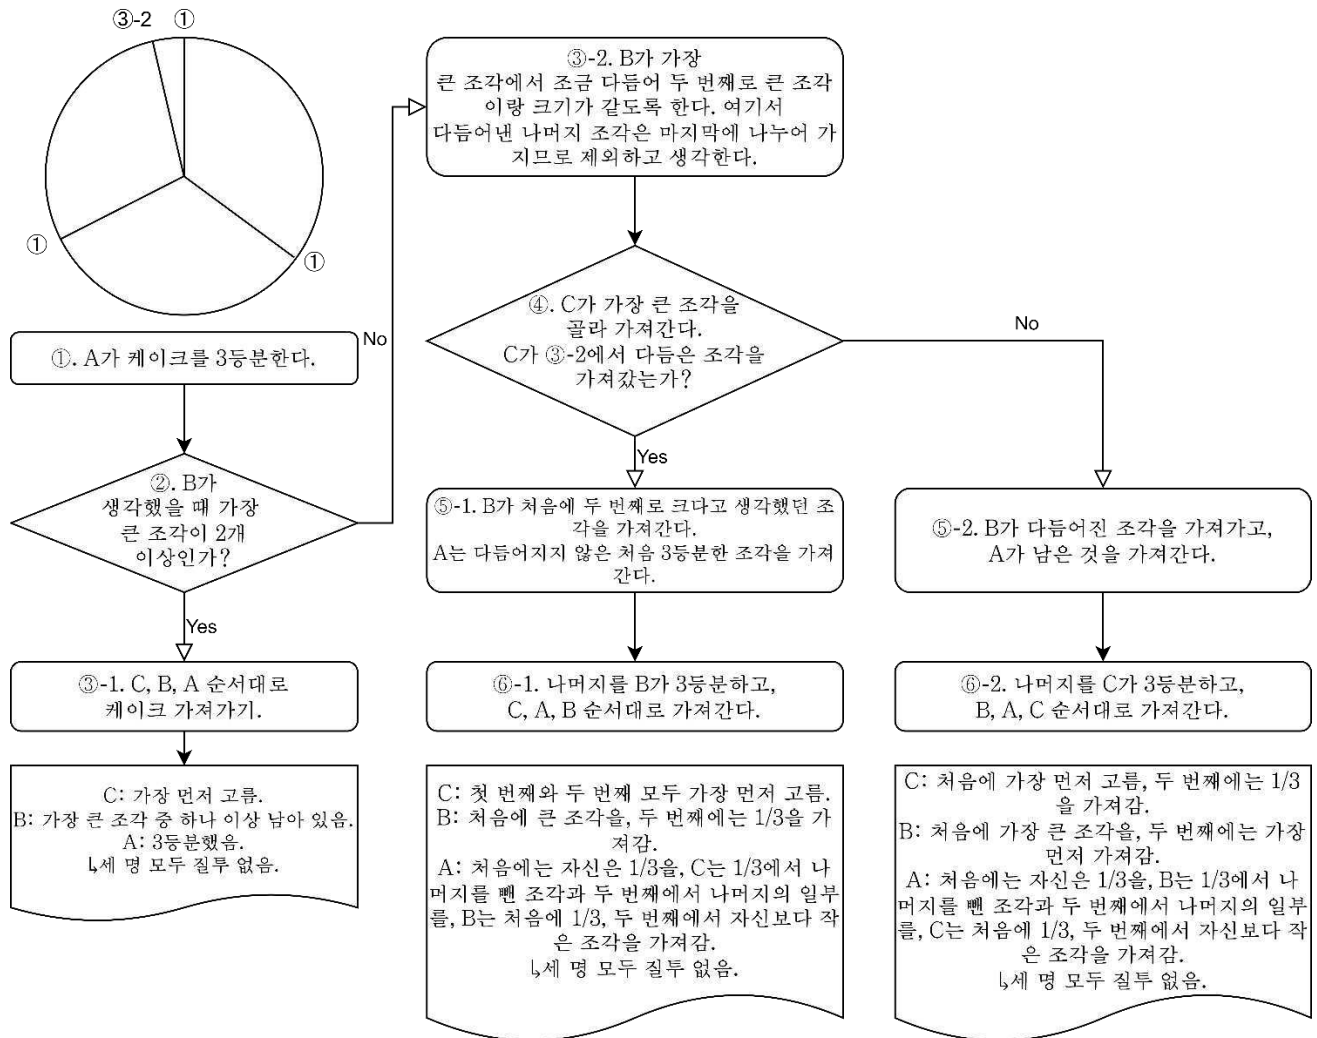 ③-2 ①
①
①
①. A가 케이크를 3등분한다.
②. B가
생각했을 때 가장
큰 조각이 2개
이상인가?
No
Yes
③-1. C, B, A 순서대로
케이크 가져가기.
C: 가장 먼저 고름.
B: 가장 큰 조각 중 하나 이상 남아 있음.
A: 3등분했음.
↳세 명 모두 질투 없음.
③-2. B가 가장
큰 조각에서 조금 다듬어 두 번째로 큰 조각
이랑 크기가 같도록 한다. 여기서
다듬어낸 나머지 조각은 마지막에 나누어 가
지므로 제외하고 생각한다.
④. C가 가장 큰 조각을
골라 가져간다.
C가 ③-2에서 다듬은 조각을
가져갔는가?
Yes
No
⑤-1. B가 처음에 두 번째로 크다고 생각했던 조
각을 가져간다.
A는 다듬어지지 않은 처음 3등분한 조각을 가져
간다.
⑥-1. 나머지를 B가 3등분하고,
C, A, B 순서대로 가져간다.
C: 첫 번째와 두 번째 모두 가장 먼저 고름.
B: 처음에 큰 조각을, 두 번째에는 1/3을 가
져감.
A: 처음에는 자신은 1/3을, C는 1/3에서 나
머지를 뺀 조각과 두 번째에서 나머지의 일부
를, B는 처음에 1/3, 두 번째에서 자신보다 작
은 조각을 가져감.
↳세 명 모두 질투 없음.
⑤-2. B가 다듬어진 조각을 가져가고,
A가 남은 것을 가져간다.
⑥-2. 나머지를 C가 3등분하고,
B, A, C 순서대로 가져간다.
C: 처음에 가장 먼저 고름, 두 번째에는 1/3
을 가져감.
B: 처음에 가장 큰 조각을, 두 번째에는 가장
먼저 가져감.
A: 처음에는 자신은 1/3을, B는 1/3에서 나
머지를 뺀 조각과 두 번째에서 나머지의 일부
를, C는 처음에 1/3, 두 번째에서 자신보다 작
은 조각을 가져감.
↳세 명 모두 질투 없음.